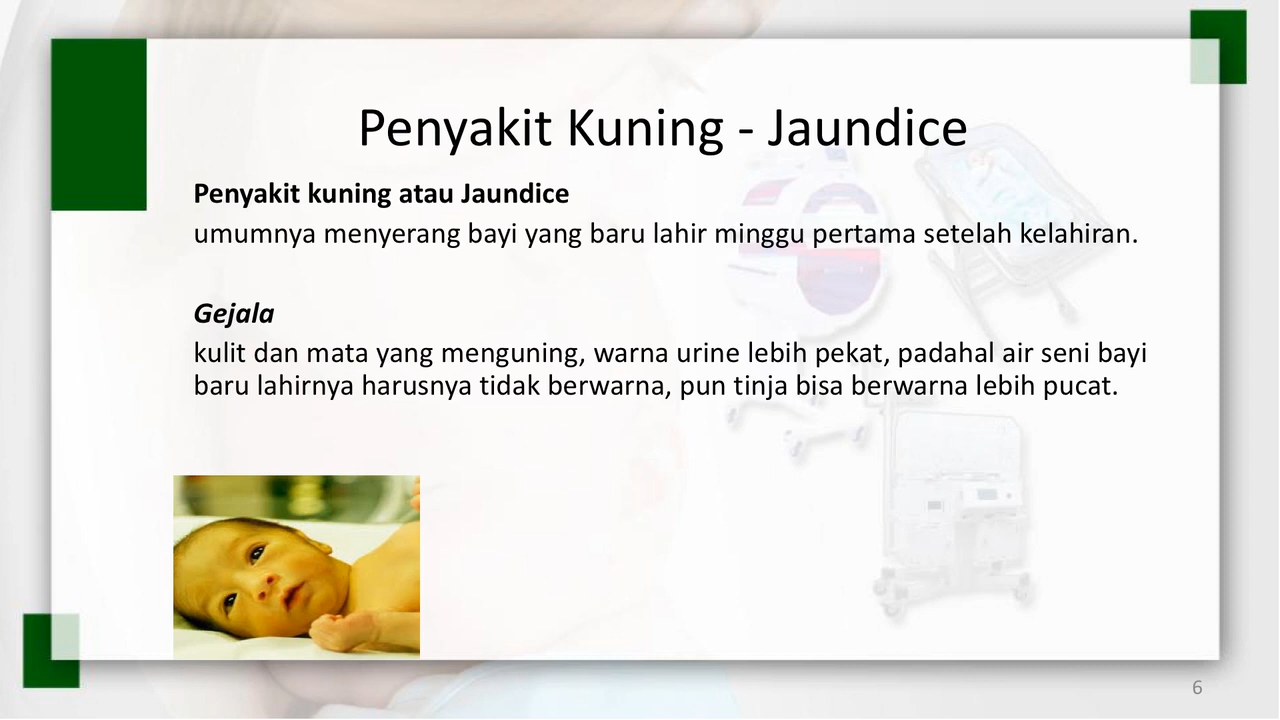 Penyakit Kuning - Jaundice
Penyakit kuning atau Jaundice
umumnya menyerang bayi yang baru lahir minggu pertama setelah kelahiran.
Gejala
kulit dan mata yang menguning, warna urine lebih pekat, padahal air seni bayi
baru lahirnya harusnya tidak berwarna, pun tinja bisa berwarna lebih pucat.
6